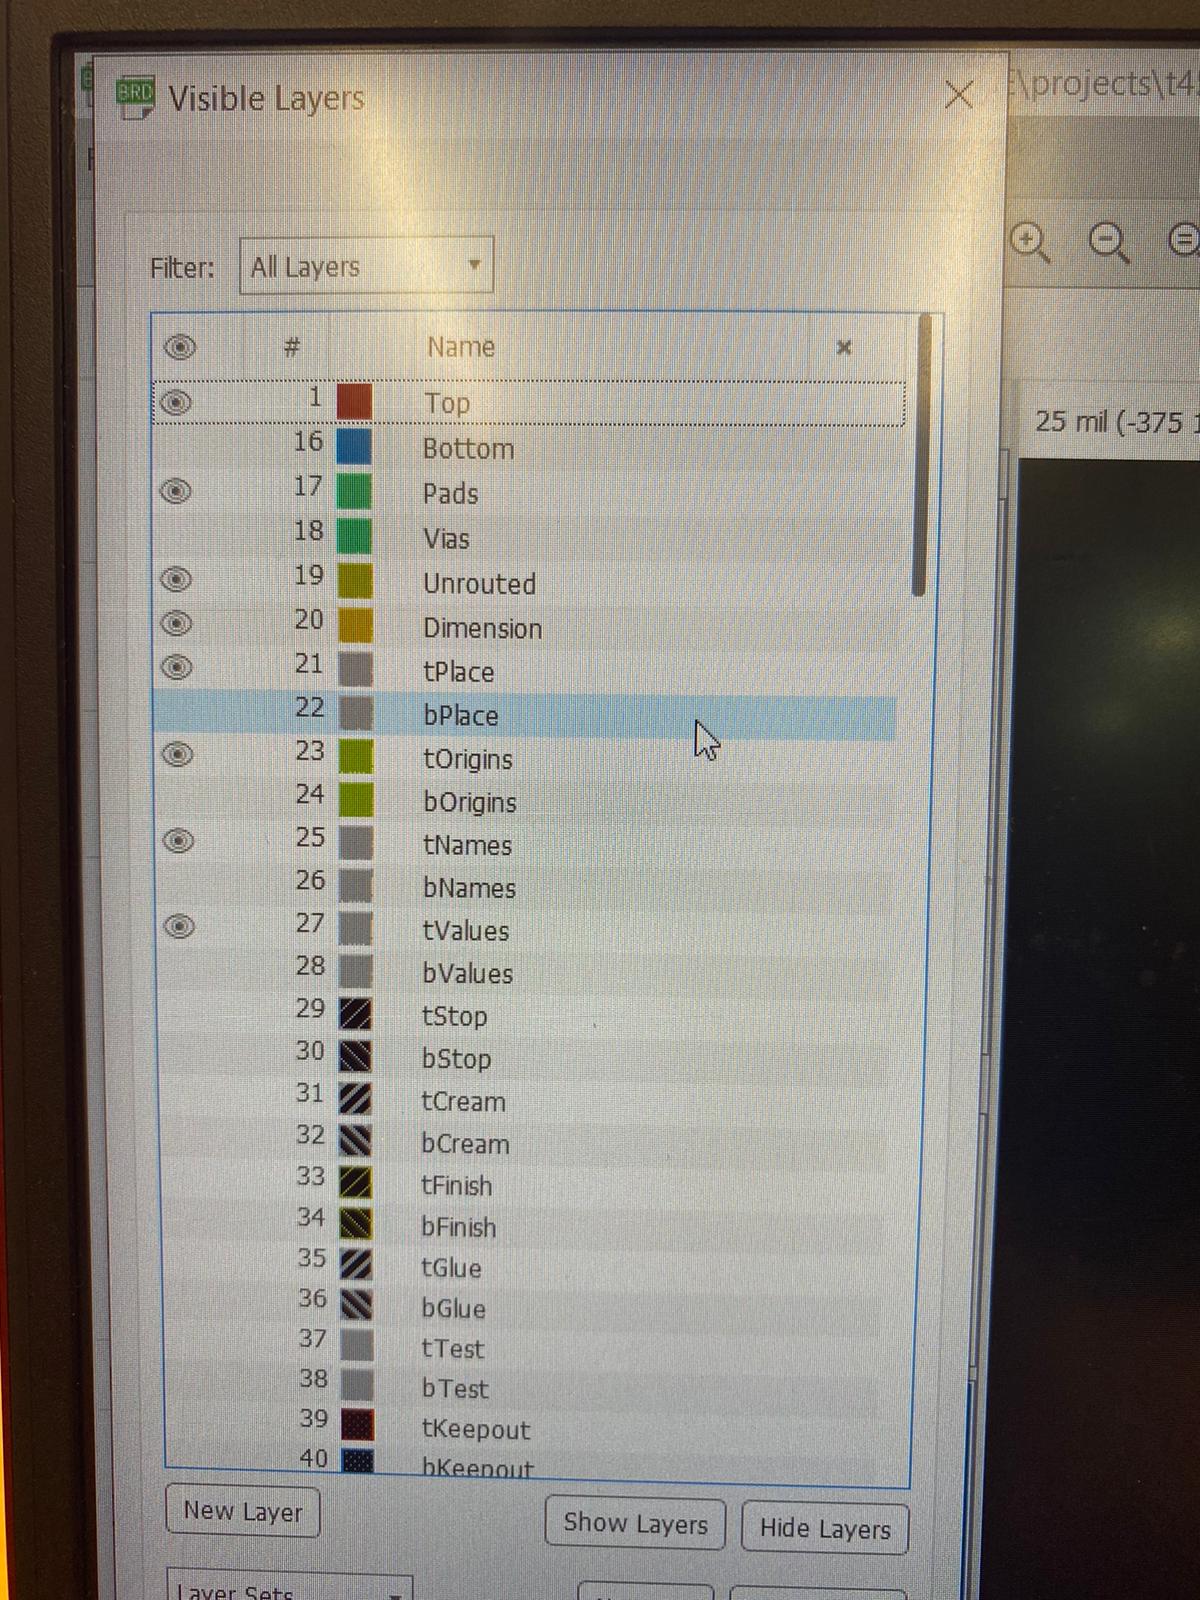 BRD Visible Layers
E\projects\t4
Filter: All Layers
# Name
1 Top
25 mil (-375 1
16 Bottom
17 Pads
18 Vias
19 Unrouted
20 Dimension
21 tPlace
22 bPlace
23 tOrigins
24 bOrigins
25 tNames
26 bNames
27 tValues
28 bValues
29 tStop
30 bStop
31 tCream
32 bCream
33 tFinish
34 bFinish
35 tGlue
36 bGlue
37 tTest
38 bTest
39 tKeepout
40 bKeepout
New Layer Show Layers Hide Layers
Layer Sets